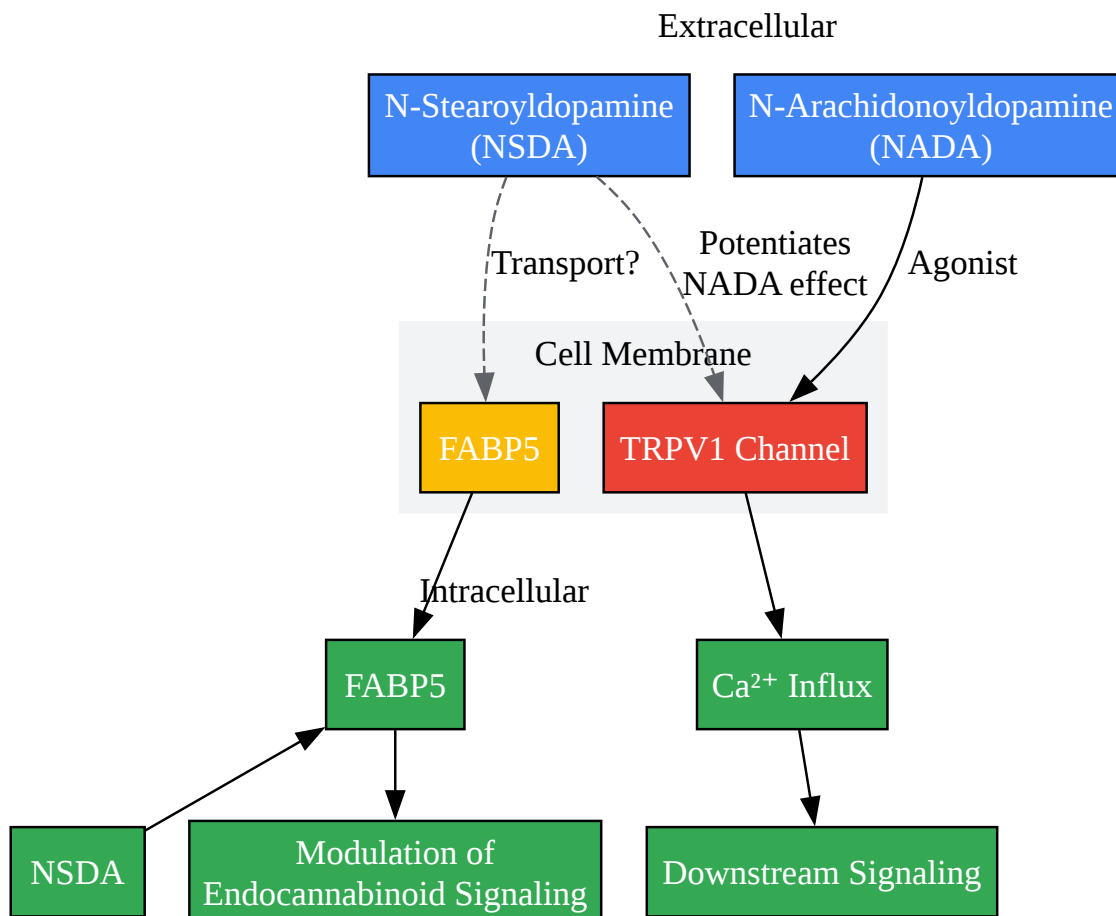 Extracellular
N-Stearoyldopamine
(NSDA)
N-Arachidonoyldopamine
(NADA)
Transport?
Potentiates
NADA effect
Agonist
Cell Membrane
FABP5
TRPV1 Channel
Intracellular
FABP5
Ca²⁺ Influx
NSDA
Modulation of
Endocannabinoid Signaling
Downstream Signaling